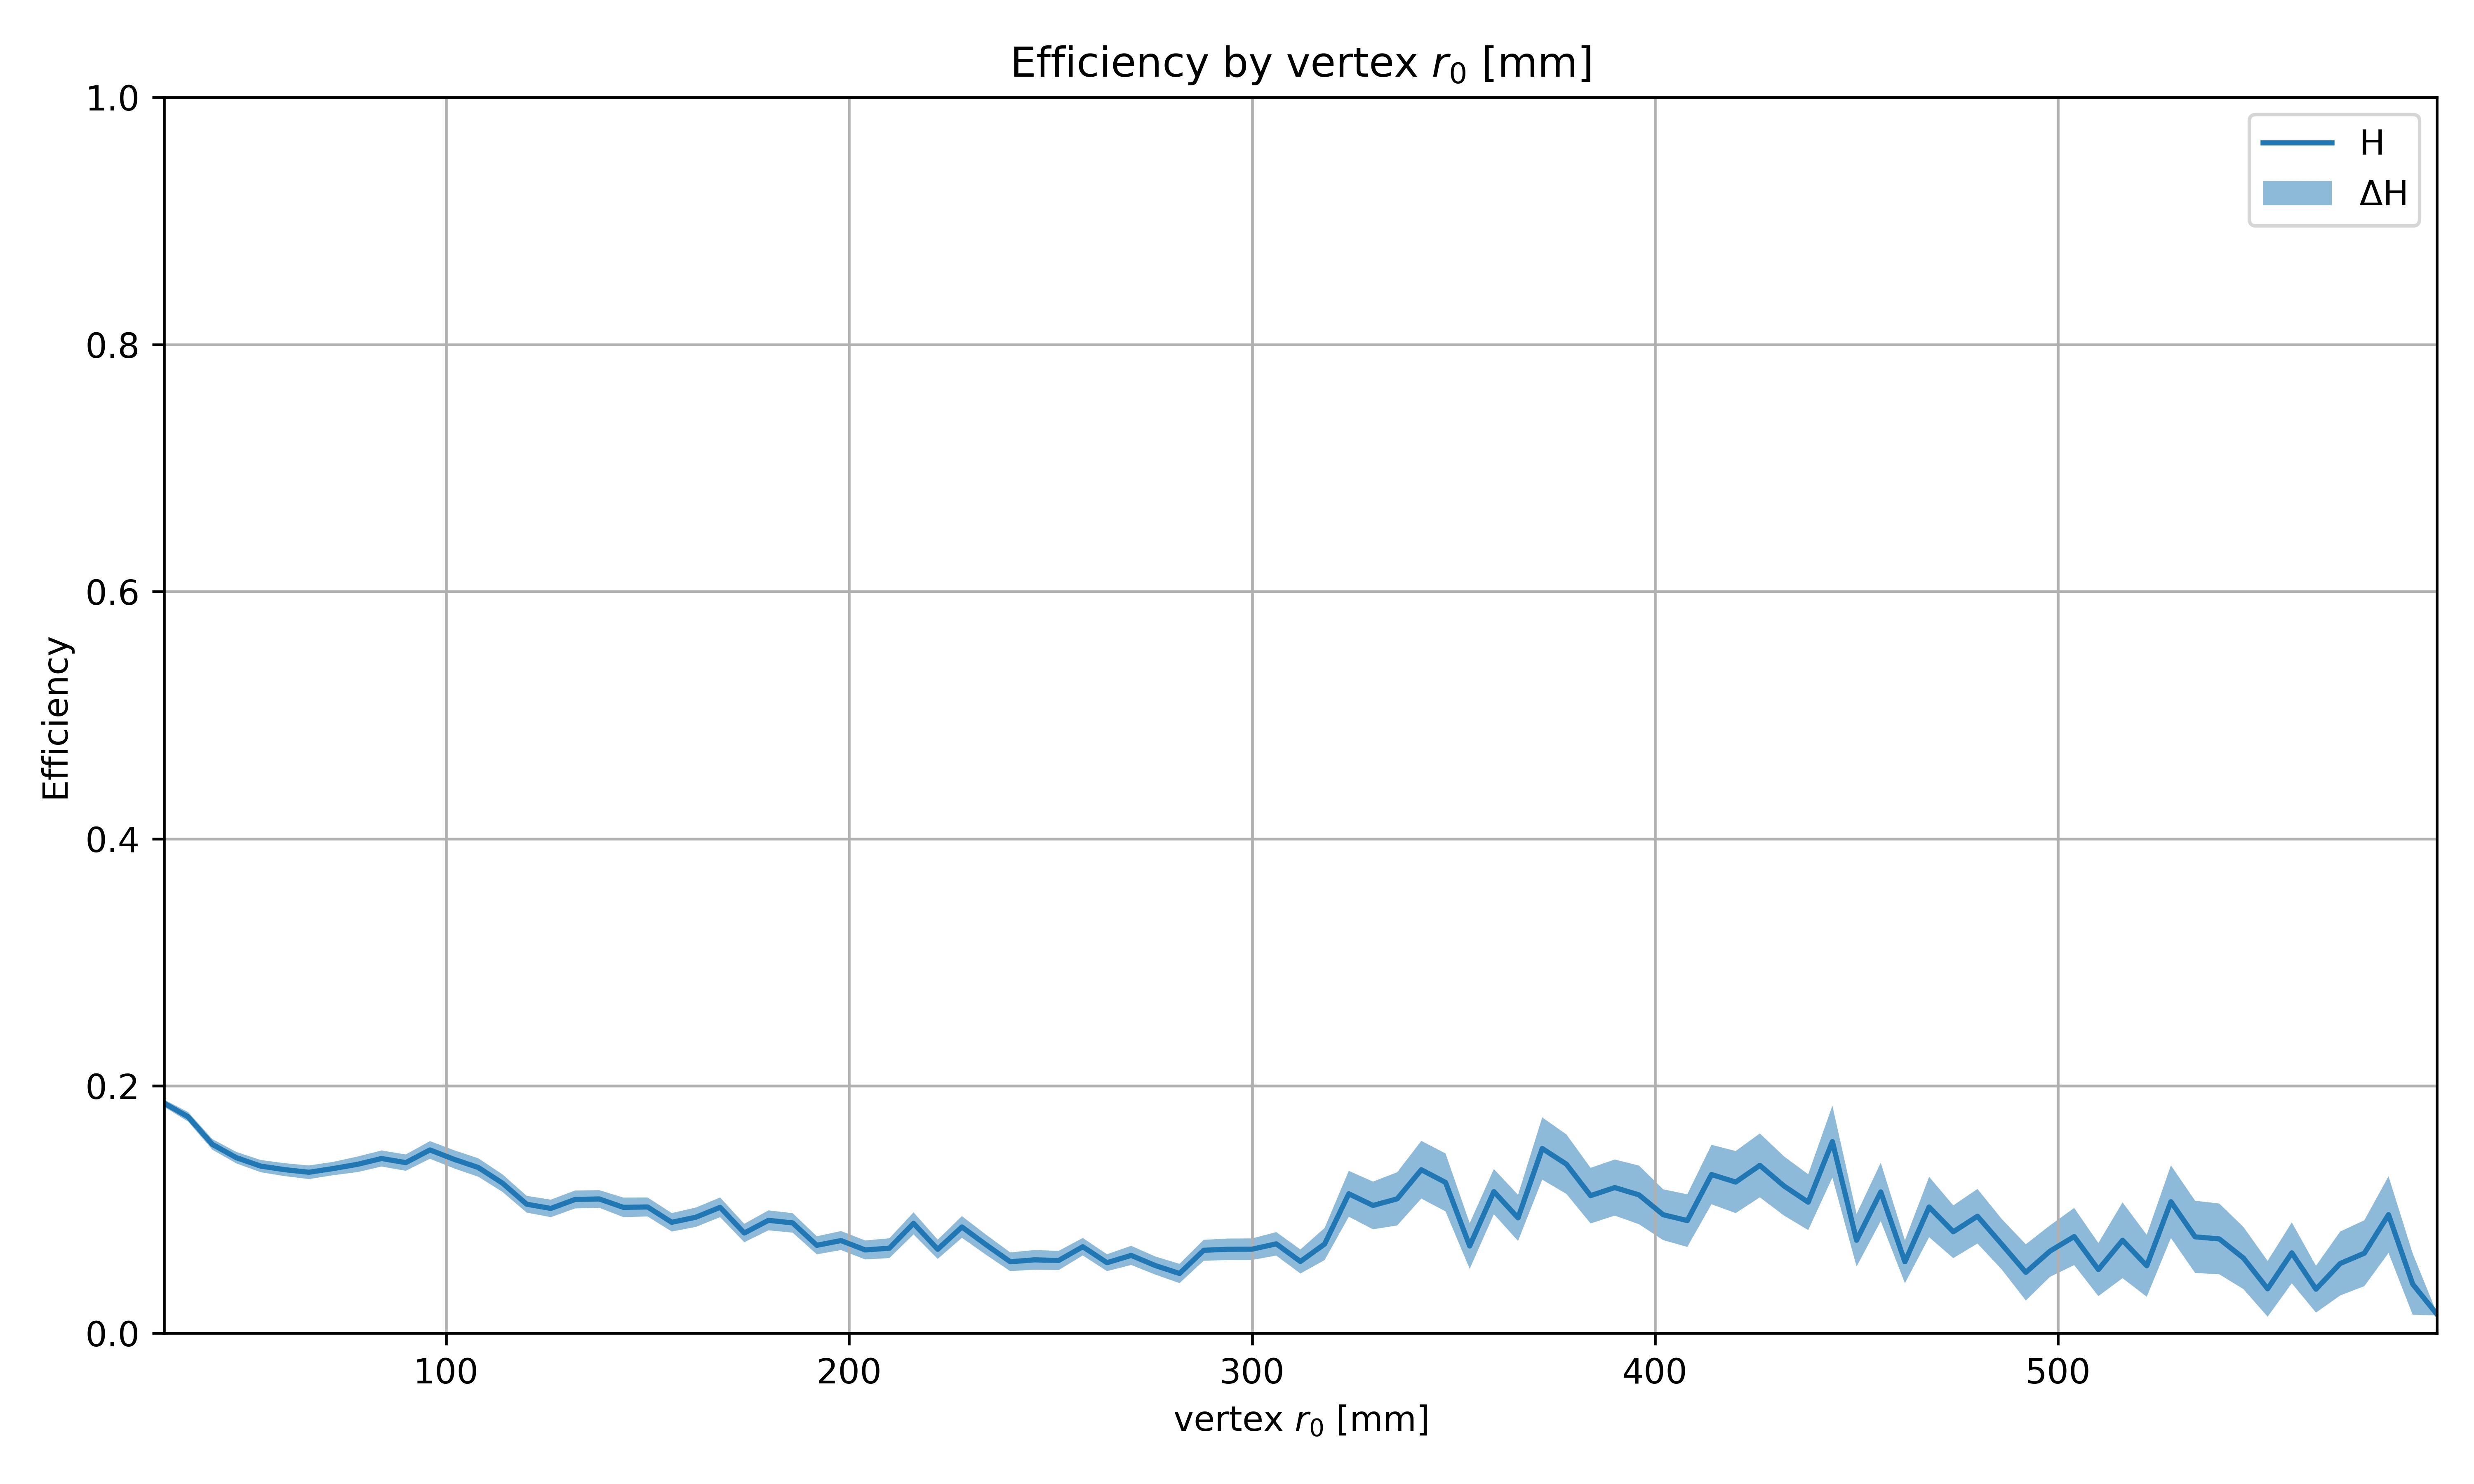 Efficiency by vertex r₀ [mm]
1.0
0.8
0.6
0.4
0.2
0.0
Efficiency
H
ΔH
100 200 300 400 500
vertex r₀ [mm]